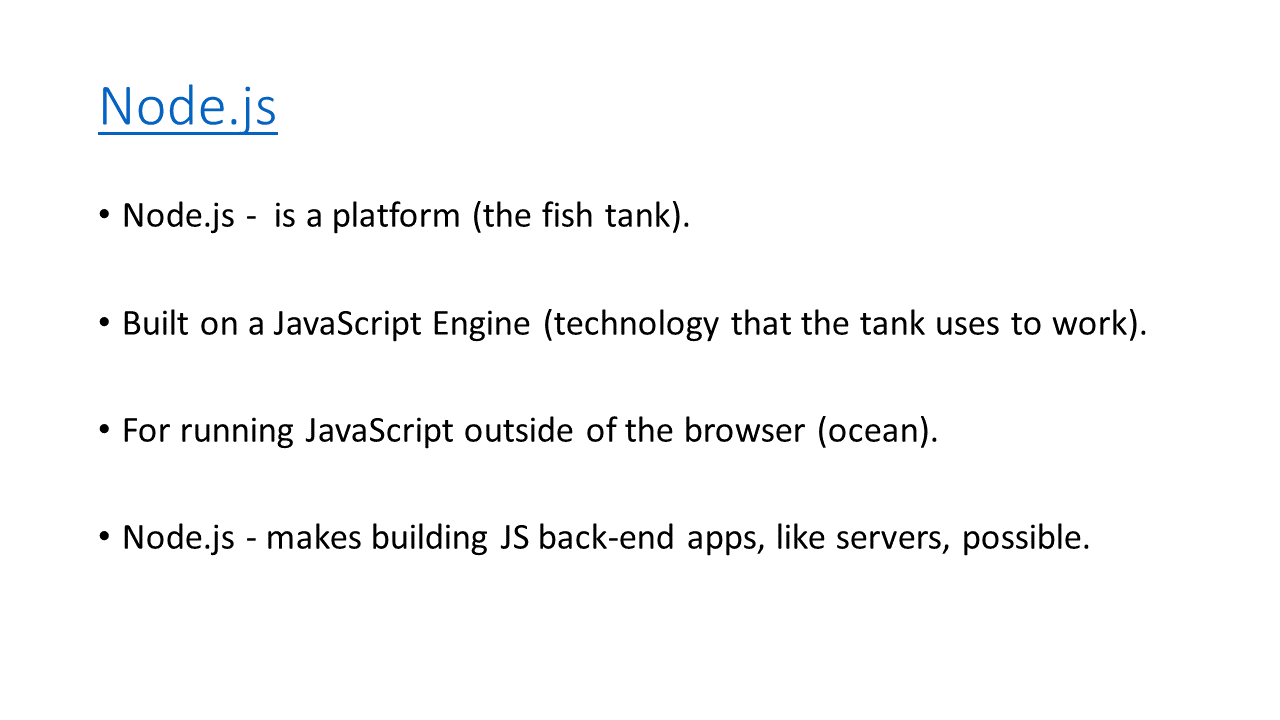 Node.js
• Node.js -  is a platform (the fish tank).
• Built on a JavaScript Engine (technology that the tank uses to work).
• For running JavaScript outside of the browser (ocean).
• Node.js - makes building JS back-end apps, like servers, possible.